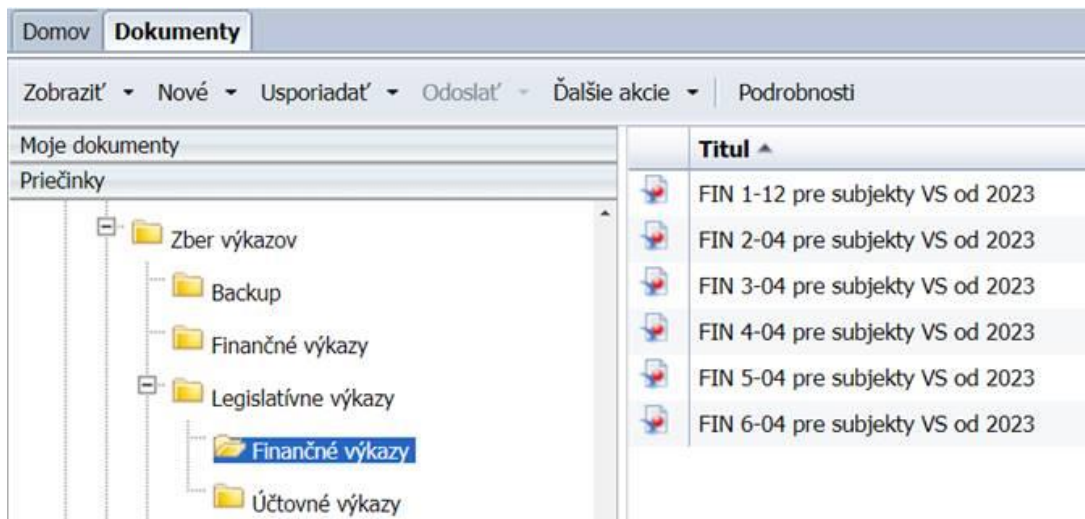 Domov Dokumenty
Zobraziť Nové Usporiadať Odoslať Ďalšie akcie Podrobnosti
Moje dokumenty
Priečinky
Zber výkazov
Backup
Finančné výkazy
Legislatívne výkazy
Finančné výkazy
Účtovné výkazy
Titul
FIN 1-12 pre subjekty VS od 2023
FIN 2-04 pre subjekty VS od 2023
FIN 3-04 pre subjekty VS od 2023
FIN 4-04 pre subjekty VS od 2023
FIN 5-04 pre subjekty VS od 2023
FIN 6-04 pre subjekty VS od 2023